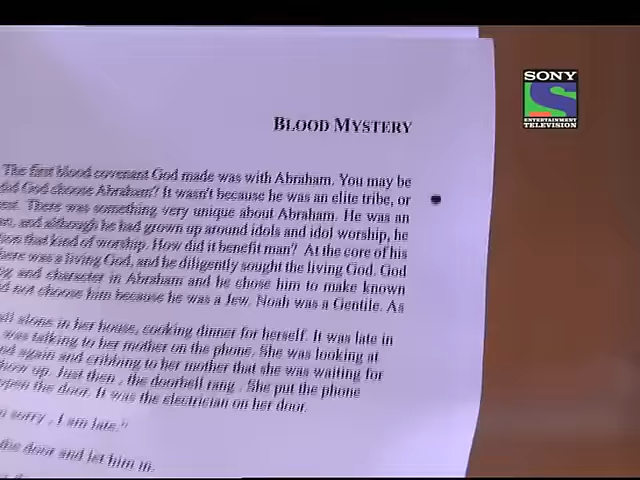 SONY
ENTERTAINMENT
TELEVISION
BLOOD MYSTERY
The first blood covenant God made was with Abraham. You may be
did God choose Abraham? It wasn't because he was an elite tribe, or
est. There was something very unique about Abraham. He was an
and although he had grown up around idols and idol worship, he
that kind of worship. How did it benefit man? At the core of his
here was a living God, and he diligently sought the living God. God
and character in Abraham and he chose him to make known
d not choose him because he was a Jew. Noah was a Gentile. As
alone in her house, cooking dinner for herself. It was late in
was talking to her mother on the phone. She was looking at
again and cribbing to her mother that she was waiting for
how up. Just then , the doorbell rang . She put the phone
open the door. It was the electrician on her door.
sorry , I am late."
the door and let him in.